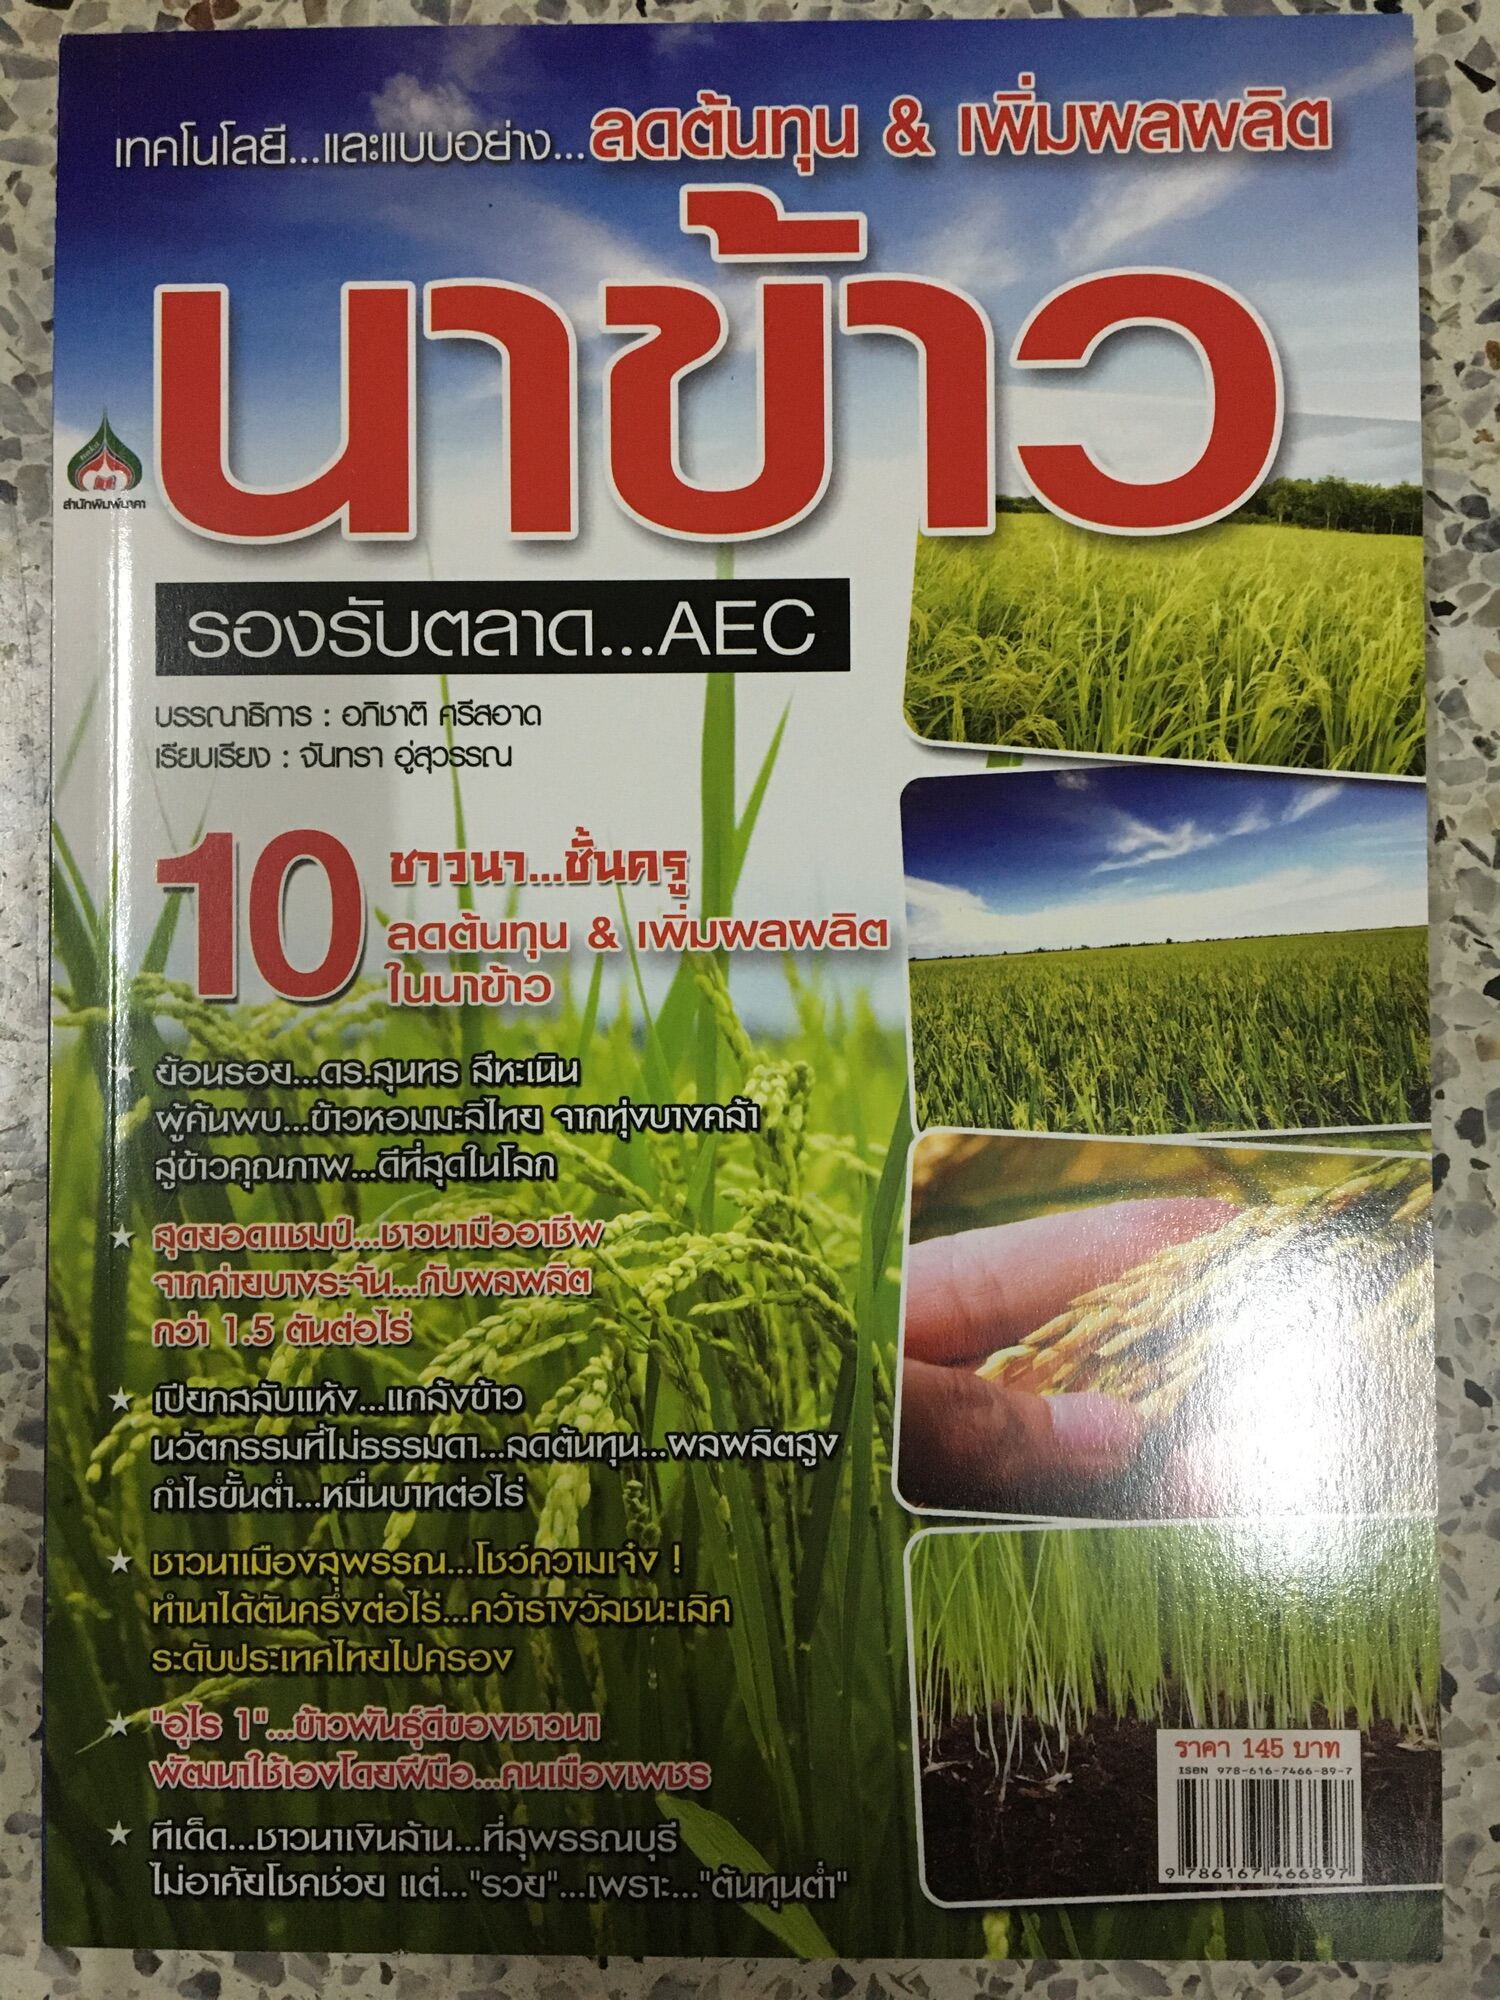 เทคโนโลยี...และแบบอย่าง...ลดต้นทุน & เพิ่มผลผลิต
นาข้าว
สำนักพิมพ์นาคา
รองรับตลาด...AEC
บรรณาธิการ : อภิชาติ ศรีสอาด
เรียบเรียง : จันทรา อู่สุวรรณ
10 ชาวนา...ชั้นครู
ลดต้นทุน & เพิ่มผลผลิต
ในนาข้าว
★ ย้อนรอย...ดร.สุนทร สีหะเนิน
ผู้ค้นพบ...ข้าวหอมมะลิไทย จากทุ่งบางคล้า
สู่ข้าวคุณภาพ...ดีที่สุดในโลก
★ สุดยอดแชมป์...ชาวนามืออาชีพ
จากค่ายบางระจัน...กับผลผลิต
กว่า 1.5 ตันต่อไร่
★ เปียกสลับแห้ง...แกล้งข้าว
นวัตกรรมที่ไม่ธรรมดา...ลดต้นทุน...ผลผลิตสูง
กำไรขั้นต่ำ...หมื่นบาทต่อไร่
★ ชาวนาเมืองสุพรรณ...โชว์ความเจ๋ง !
ทำนาได้ตันครึ่งต่อไร่...คว้ารางวัลชนะเลิศ
ระดับประเทศไทยไปครอง
★ "อุไร 1"...ข้าวพันธุ์ดีของชาวนา
พัฒนาใช้เองโดยฝีมือ...คนเมืองเพชร
★ ทีเด็ด...ชาวนาเงินล้าน...ที่สุพรรณบุรี
ไม่อาศัยโชคช่วย แต่..."รวย"...เพราะ..."ต้นทุนต่ำ"
ราคา 145 บาท
ISBN 978-616-7466-89-7
9 786167 466897